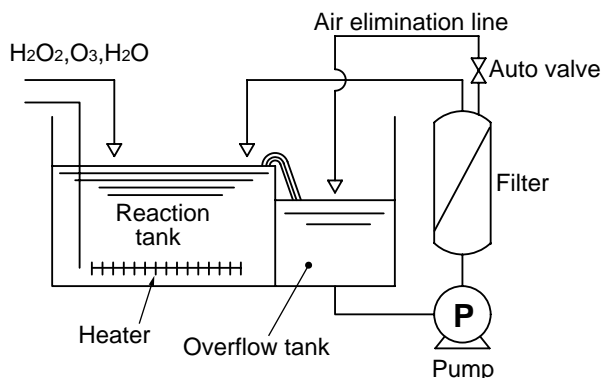 Air elimination line
H2O2,O3,H2O
Auto valve
Filter
Reaction
tank
Heater
Overflow tank
P
Pump